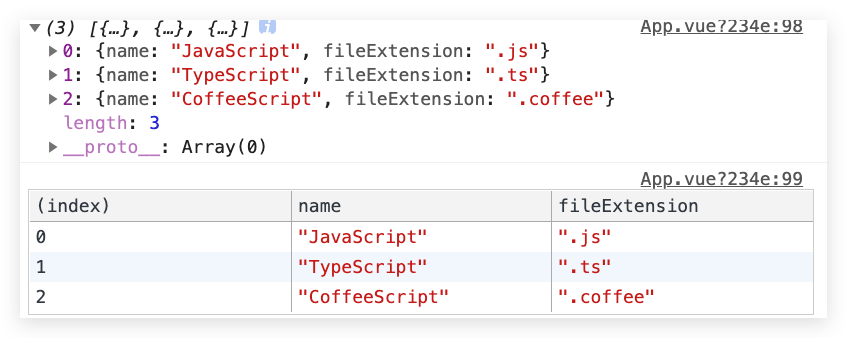 ▼(3) [{…}, {…}, {…}] i App.vue?234e:98
▶0: {name: "JavaScript", fileExtension: ".js"}
▶1: {name: "TypeScript", fileExtension: ".ts"}
▶2: {name: "CoffeeScript", fileExtension: ".coffee"}
length: 3
▶__proto__: Array(0)
App.vue?234e:99
(index) name fileExtension
0 "JavaScript" ".js"
1 "TypeScript" ".ts"
2 "CoffeeScript" ".coffee"